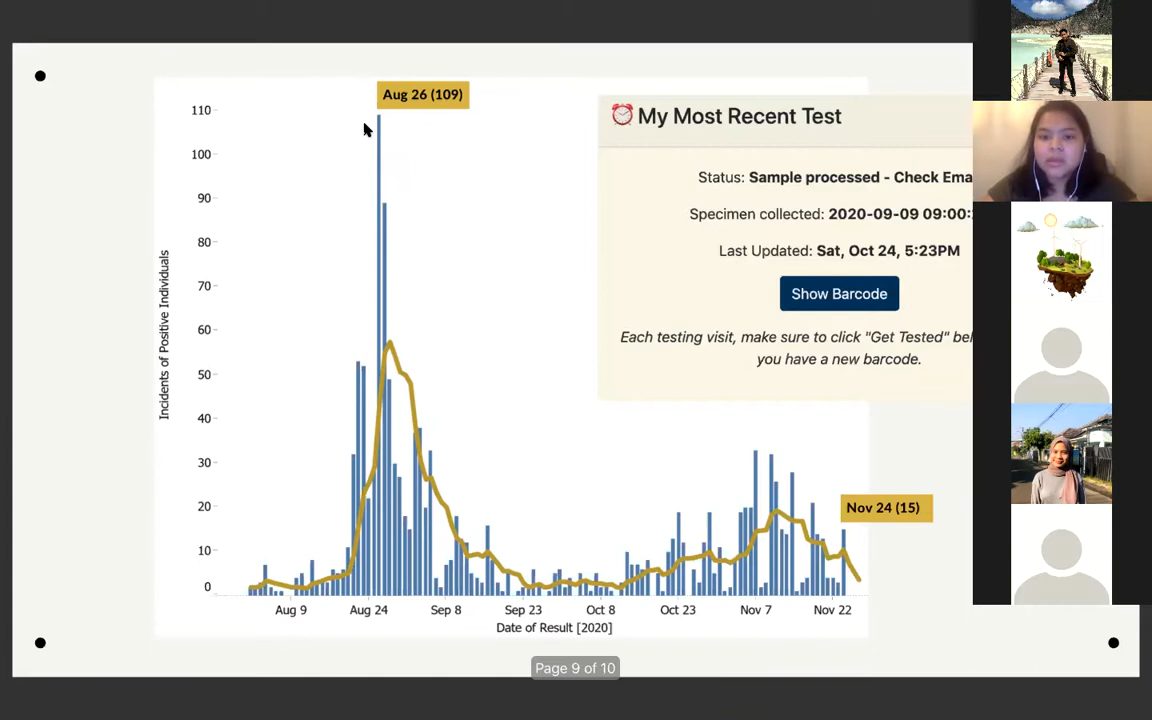 Aug 26 (109)
110
100
90
80
70
60
50
40
30
20
10
0
Incidents of Positive Individuals
Aug 9
Aug 24
Sep 8
Sep 23
Oct 8
Oct 23
Nov 7
Nov 22
Date of Result [2020]
Nov 24 (15)
⏰My Most Recent Test
Status: Sample processed - Check Ema
Specimen collected: 2020-09-09 09:00:
Last Updated: Sat, Oct 24, 5:23PM
Show Barcode
Each testing visit, make sure to click "Get Tested" bel
you have a new barcode.
Page 9 of 10